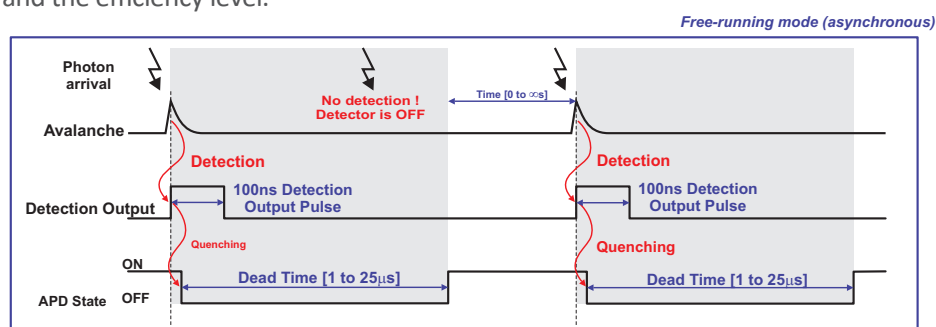 and the efficiency level.
Free-running mode (asynchronous)
Photon
arrival
No detection !
Detector is OFF
Time [0 to ∞s]
Avalanche
Detection
Detection
Detection Output
100ns Detection
Output Pulse
100ns Detection
Output Pulse
Quenching
Quenching
ON
APD State
OFF
Dead Time [1 to 25µs]
Dead Time [1 to 25µs]